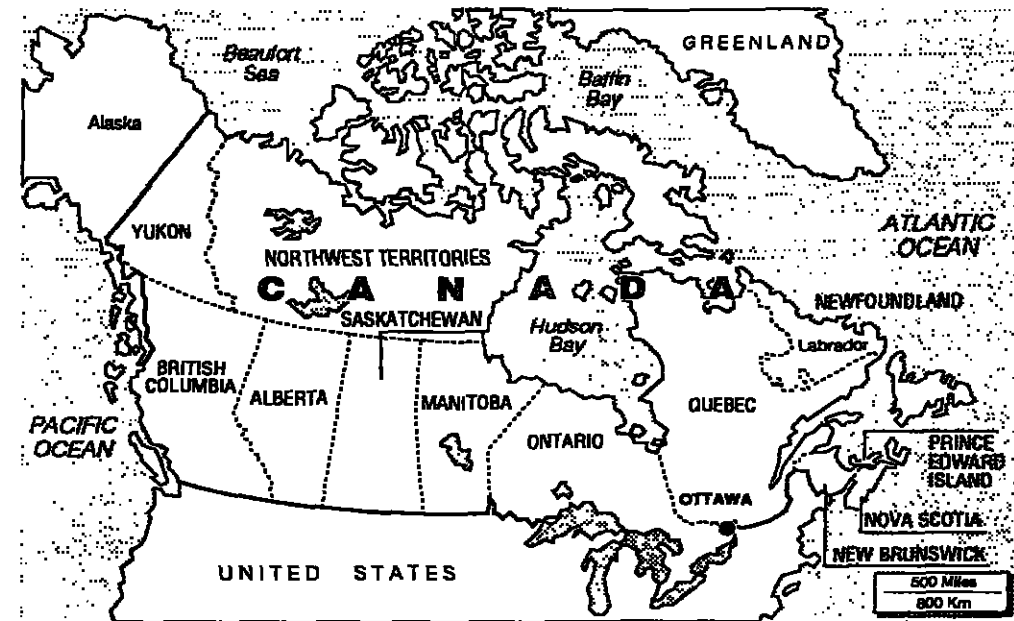 GREENLAND
Beaufort
Sea
Baffin
Bay
Alaska
ATLANTIC
OCEAN
YUKON
NORTHWEST TERRITORIES
CANADA
NEWFOUNDLAND
SASKATCHEWAN
Hudson
Bay
Labrador
BRITISH
COLUMBIA
ALBERTA
MANITOBA
QUEBEC
PACIFIC
OCEAN
ONTARIO
PRINCE
EDWARD
ISLAND
OTTAWA
NOVA SCOTIA
NEW BRUNSWICK
UNITED STATES
500 Miles
800 Km